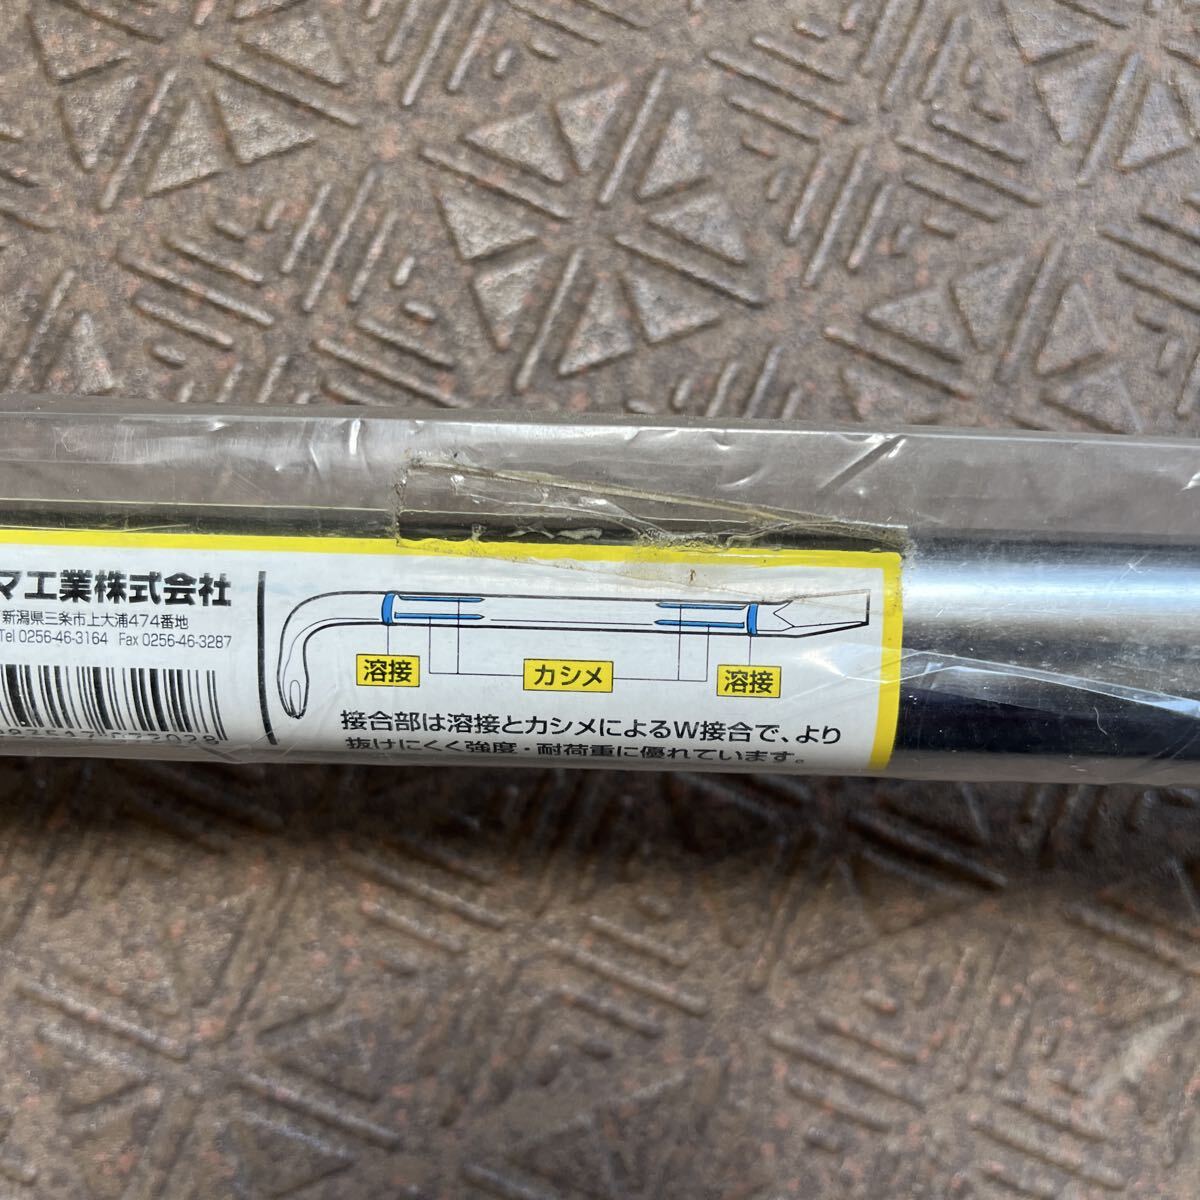 マ工業株式会社
新潟県三条市上大浦474番地
Tel 0256-46-3164 Fax 0256-46-3287
溶接
カシメ
溶接
接合部は溶接とカシメによるW接合で、より
抜けにくく強度・耐荷重に優れています。